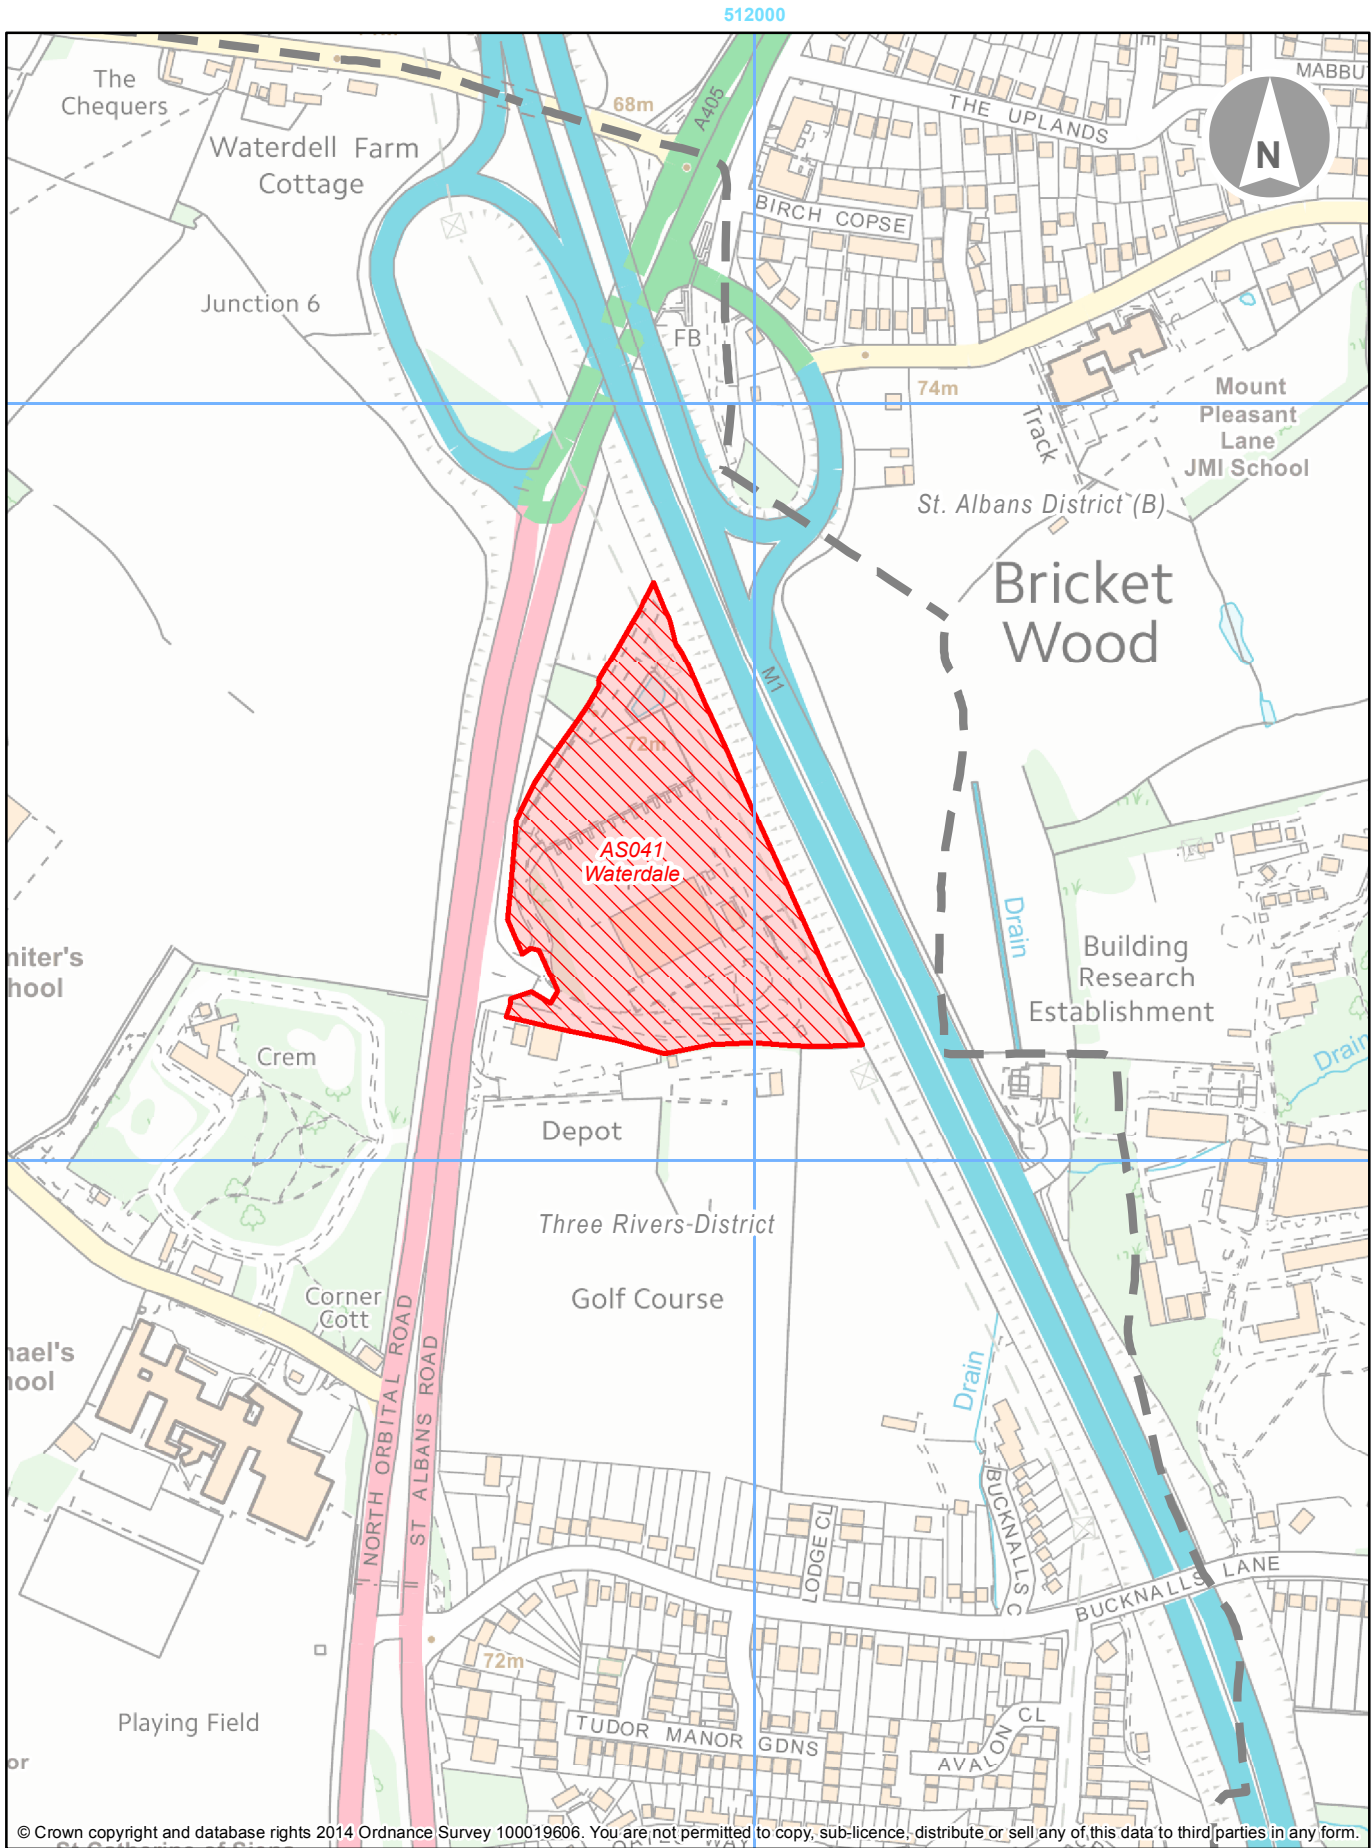 512000
The
Chequers
Waterdell Farm
Cottage
68m
A405
THE UPLANDS
MABBU
N
BIRCH COPSE
Junction 6
FB
74m
Track
Mount
Pleasant
Lane
JMI School
St. Albans District (B)
Bricket
Wood
M1
72m
AS041
Waterdale
Drain
Building
Research
Establishment
niter's
hool
Crem
Drain
Depot
Three Rivers-District
Golf Course
Corner
Cott
NORTH ORBITAL ROAD
ST ALBANS ROAD
hael's
hool
Drain
BUCKNALLS C
LODGE CL
BUCKNALLS LANE
72m
Playing Field
TUDOR MANOR GDNS
AVALON CL
or
© Crown copyright and database rights 2014 Ordnance Survey 100019606. You are not permitted to copy, sub-licence, distribute or sell any of this data to third parties in any form.